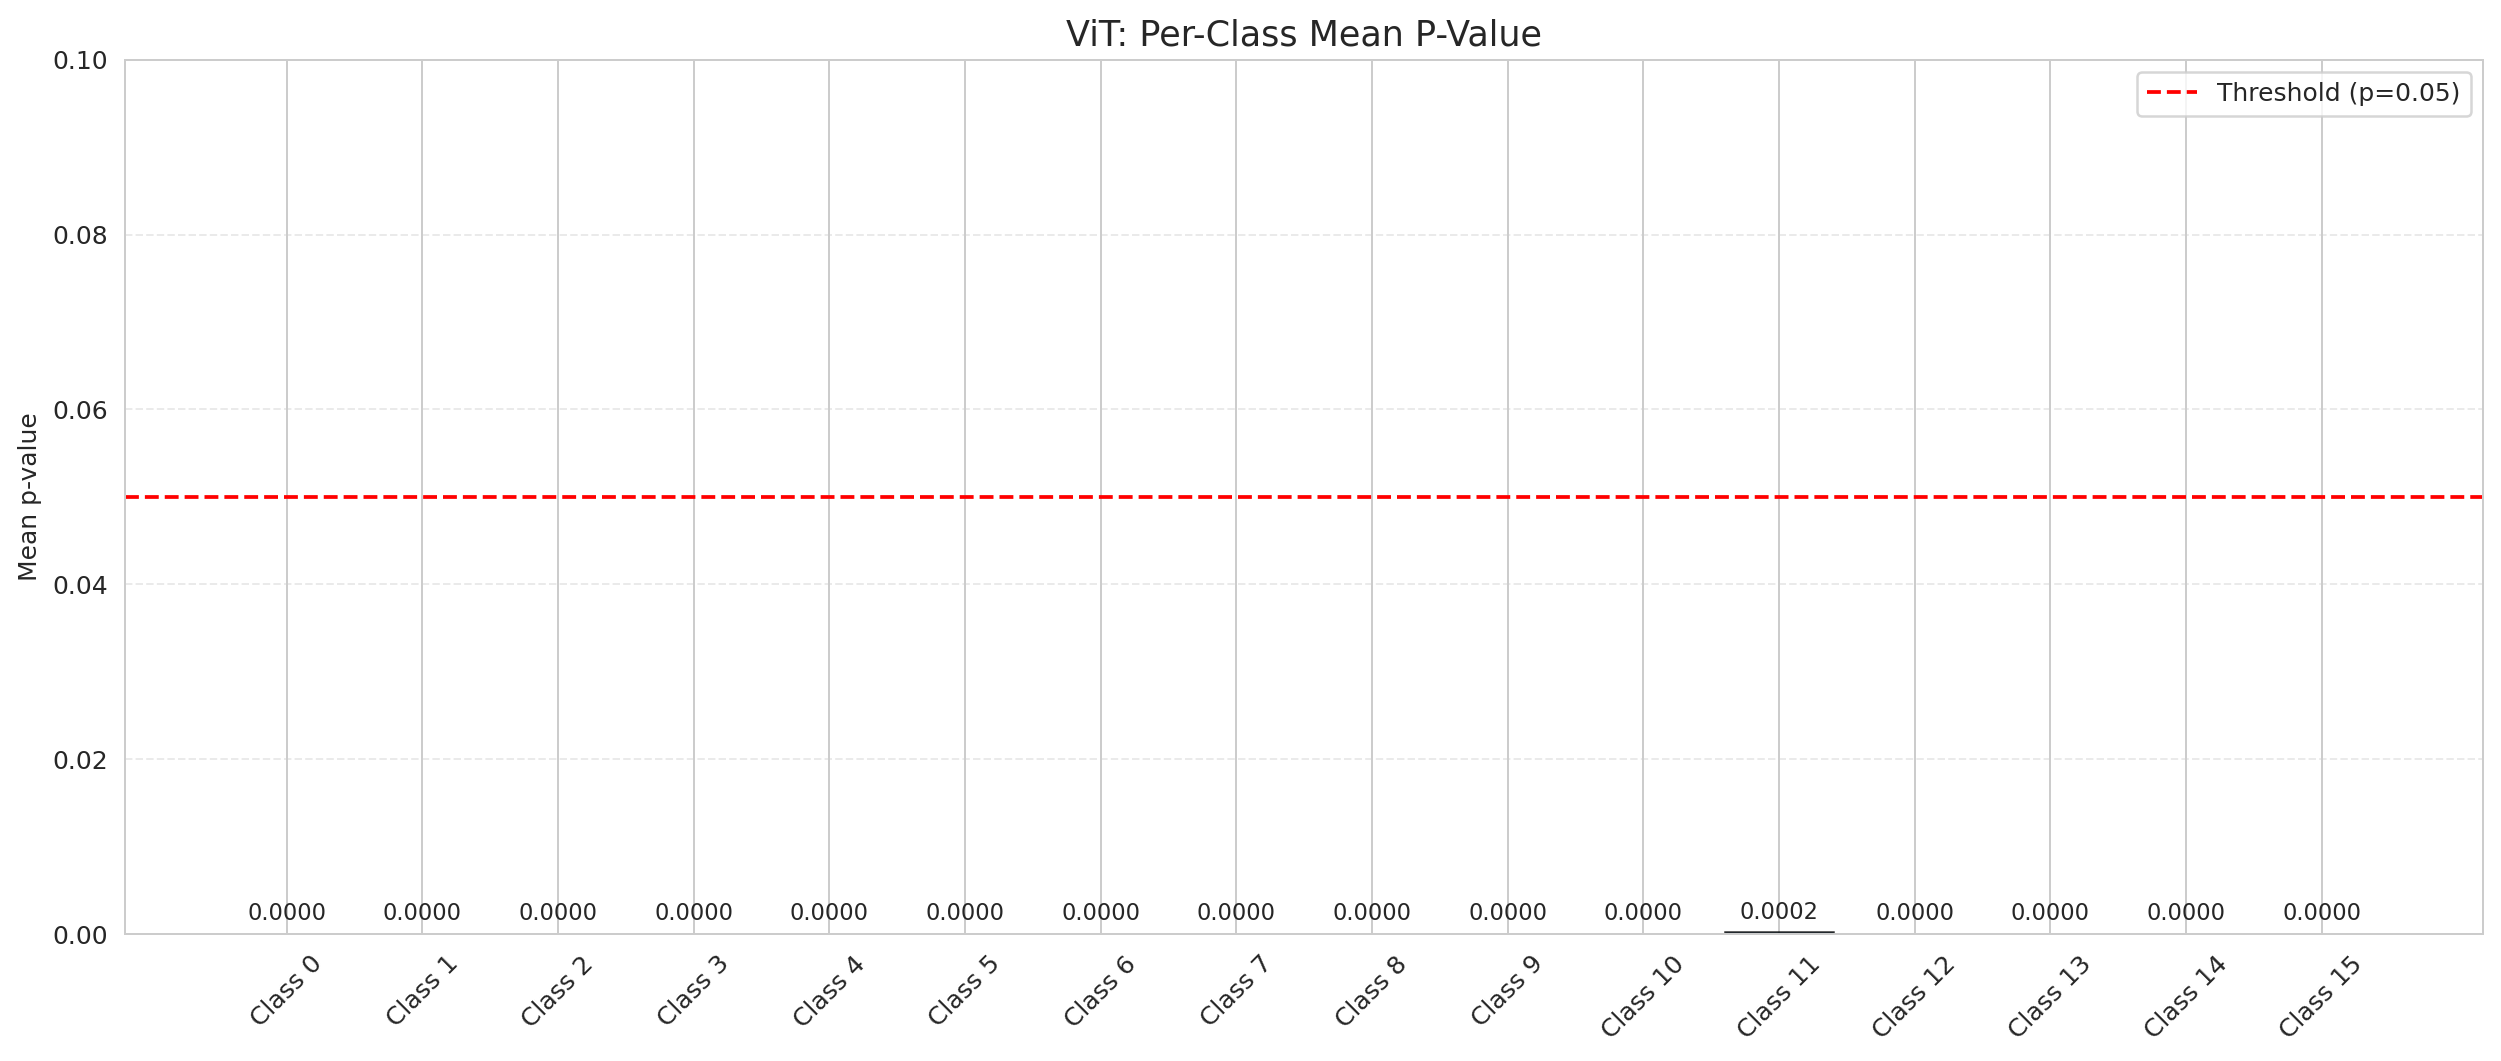 ViT: Per-Class Mean P-Value
Threshold (p=0.05)
Mean p-value
0.10
0.08
0.06
0.04
0.02
0.00
0.0000 0.0000 0.0000 0.0000 0.0000 0.0000 0.0000 0.0000 0.0000 0.0000 0.0000 0.0002 0.0000 0.0000 0.0000 0.0000
Class 0 Class 1 Class 2 Class 3 Class 4 Class 5 Class 6 Class 7 Class 8 Class 9 Class 10 Class 11 Class 12 Class 13 Class 14 Class 15